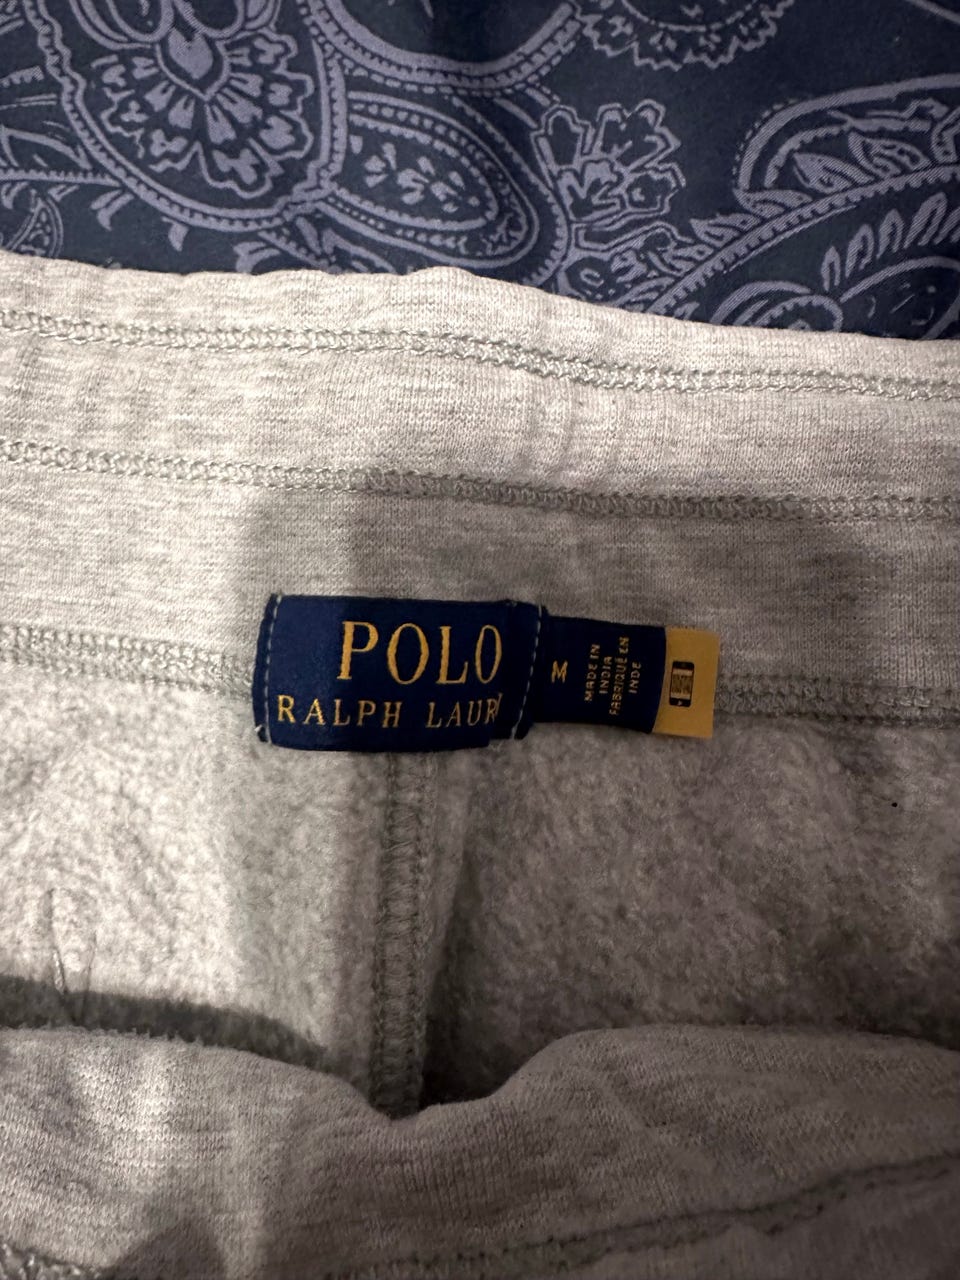 POLO
RALPH LAUR
M
MADE IN
INDIA
FABRIQUÉ EN
INDE